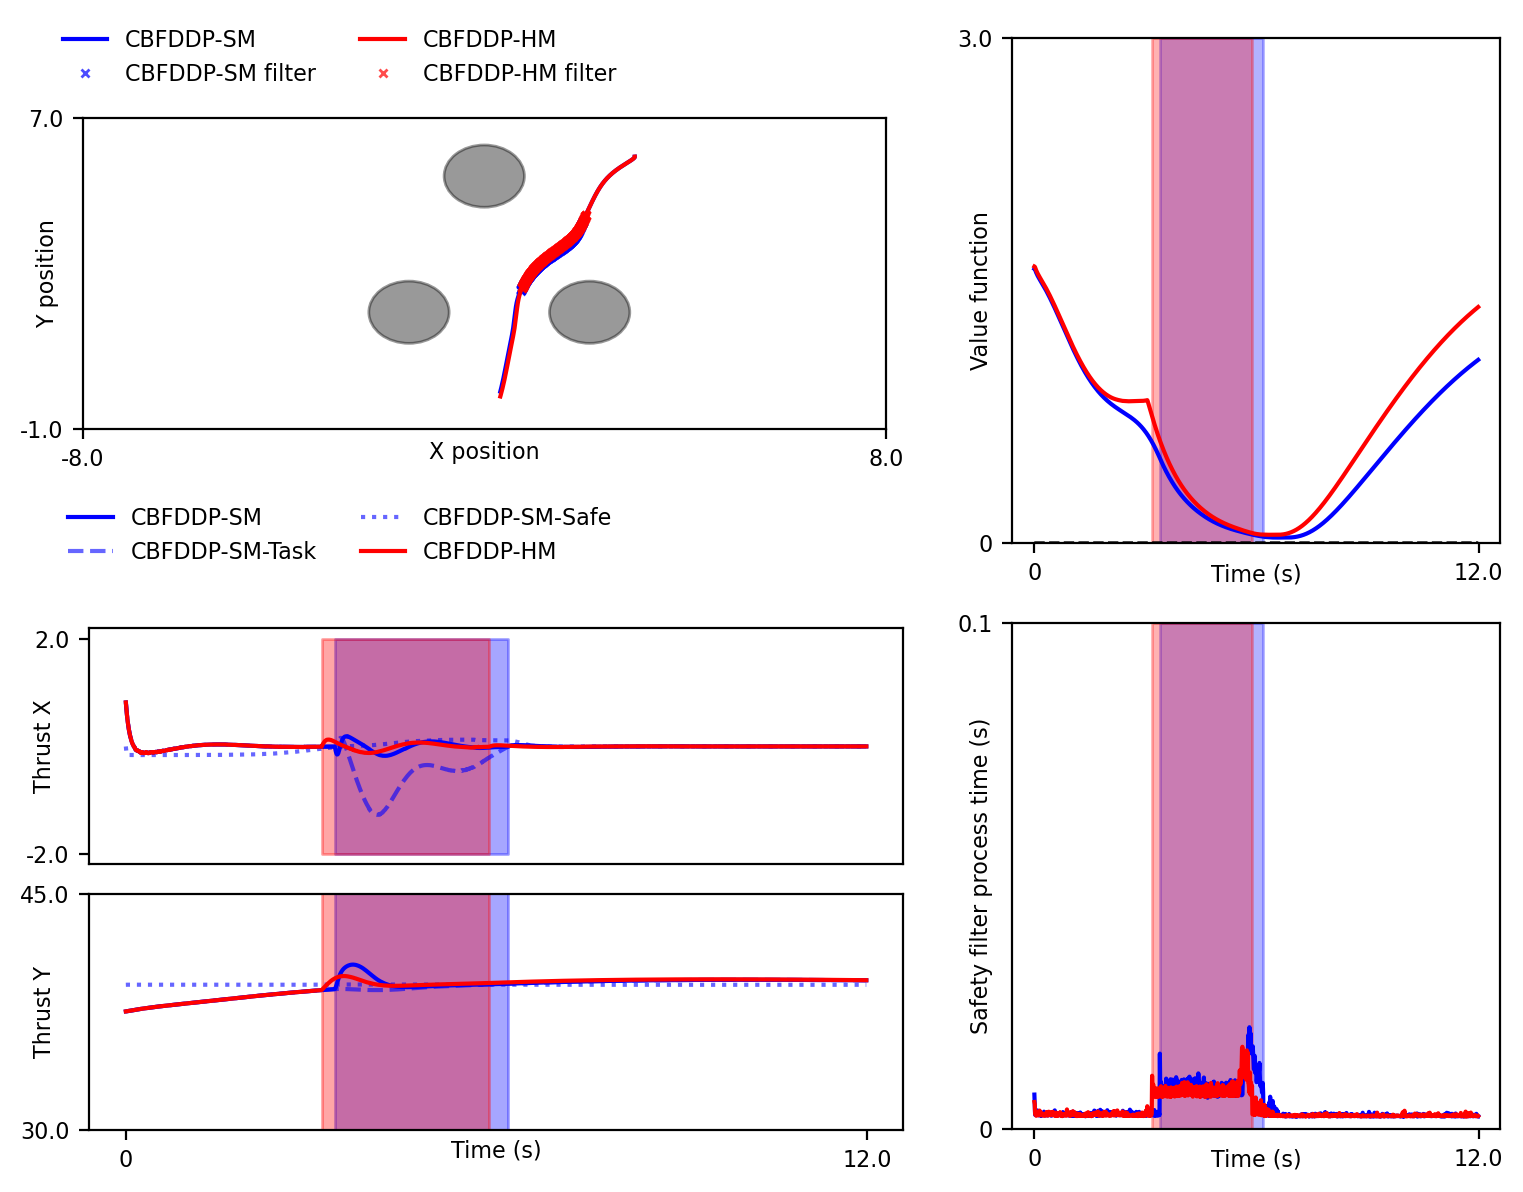 CBFDDP-SM
CBFDDP-HM
CBFDDP-SM filter
CBFDDP-HM filter
7.0
Y position
-1.0
-8.0
X position
8.0
CBFDDP-SM
CBFDDP-SM-Safe
CBFDDP-SM-Task
CBFDDP-HM
2.0
Thrust X
-2.0
45.0
Thrust Y
30.0
0
Time (s)
12.0
3.0
Value function
0
0
Time (s)
12.0
0.1
Safety filter process time (s)
0
0
Time (s)
12.0